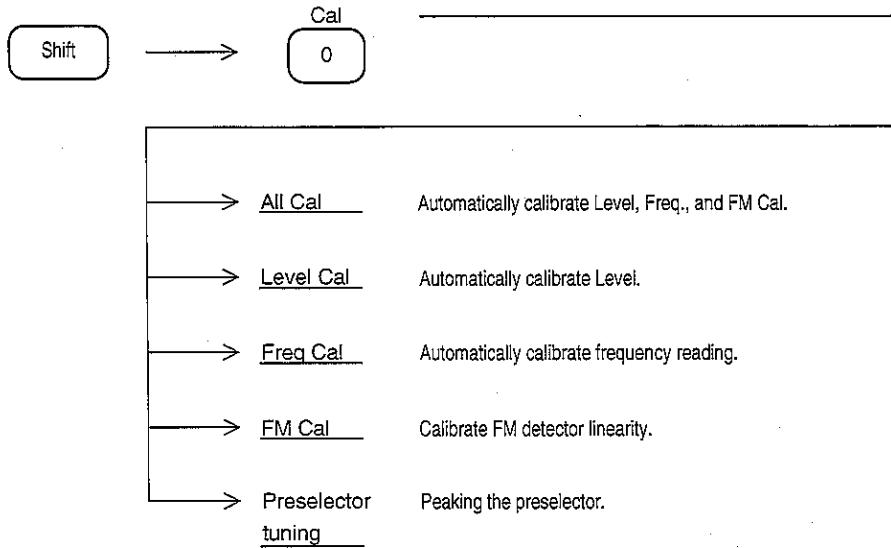 Cal
Shift
0
All Cal Automatically calibrate Level, Freq., and FM Cal.
Level Cal Automatically calibrate Level.
Freq Cal Automatically calibrate frequency reading.
FM Cal Calibrate FM detector linearity.
Preselector Peaking the preselector.
tuning